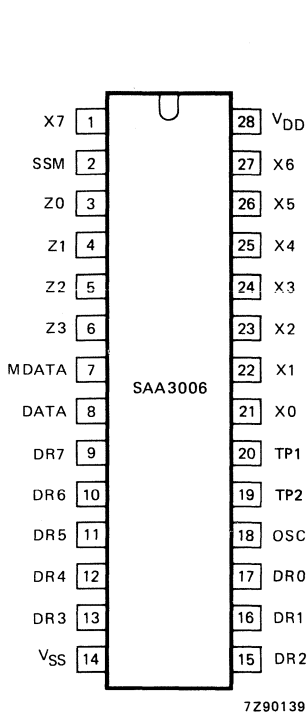 X7 1 28 VDD
SSM 2 27 X6
Z0 3 26 X5
Z1 4 25 X4
Z2 5 24 X3
Z3 6 23 X2
MDATA 7 22 X1
SAA3006
DATA 8 21 X0
DR7 9 20 TP1
DR6 10 19 TP2
DR5 11 18 OSC
DR4 12 17 DR0
DR3 13 16 DR1
VSS 14 15 DR2
7Z90139